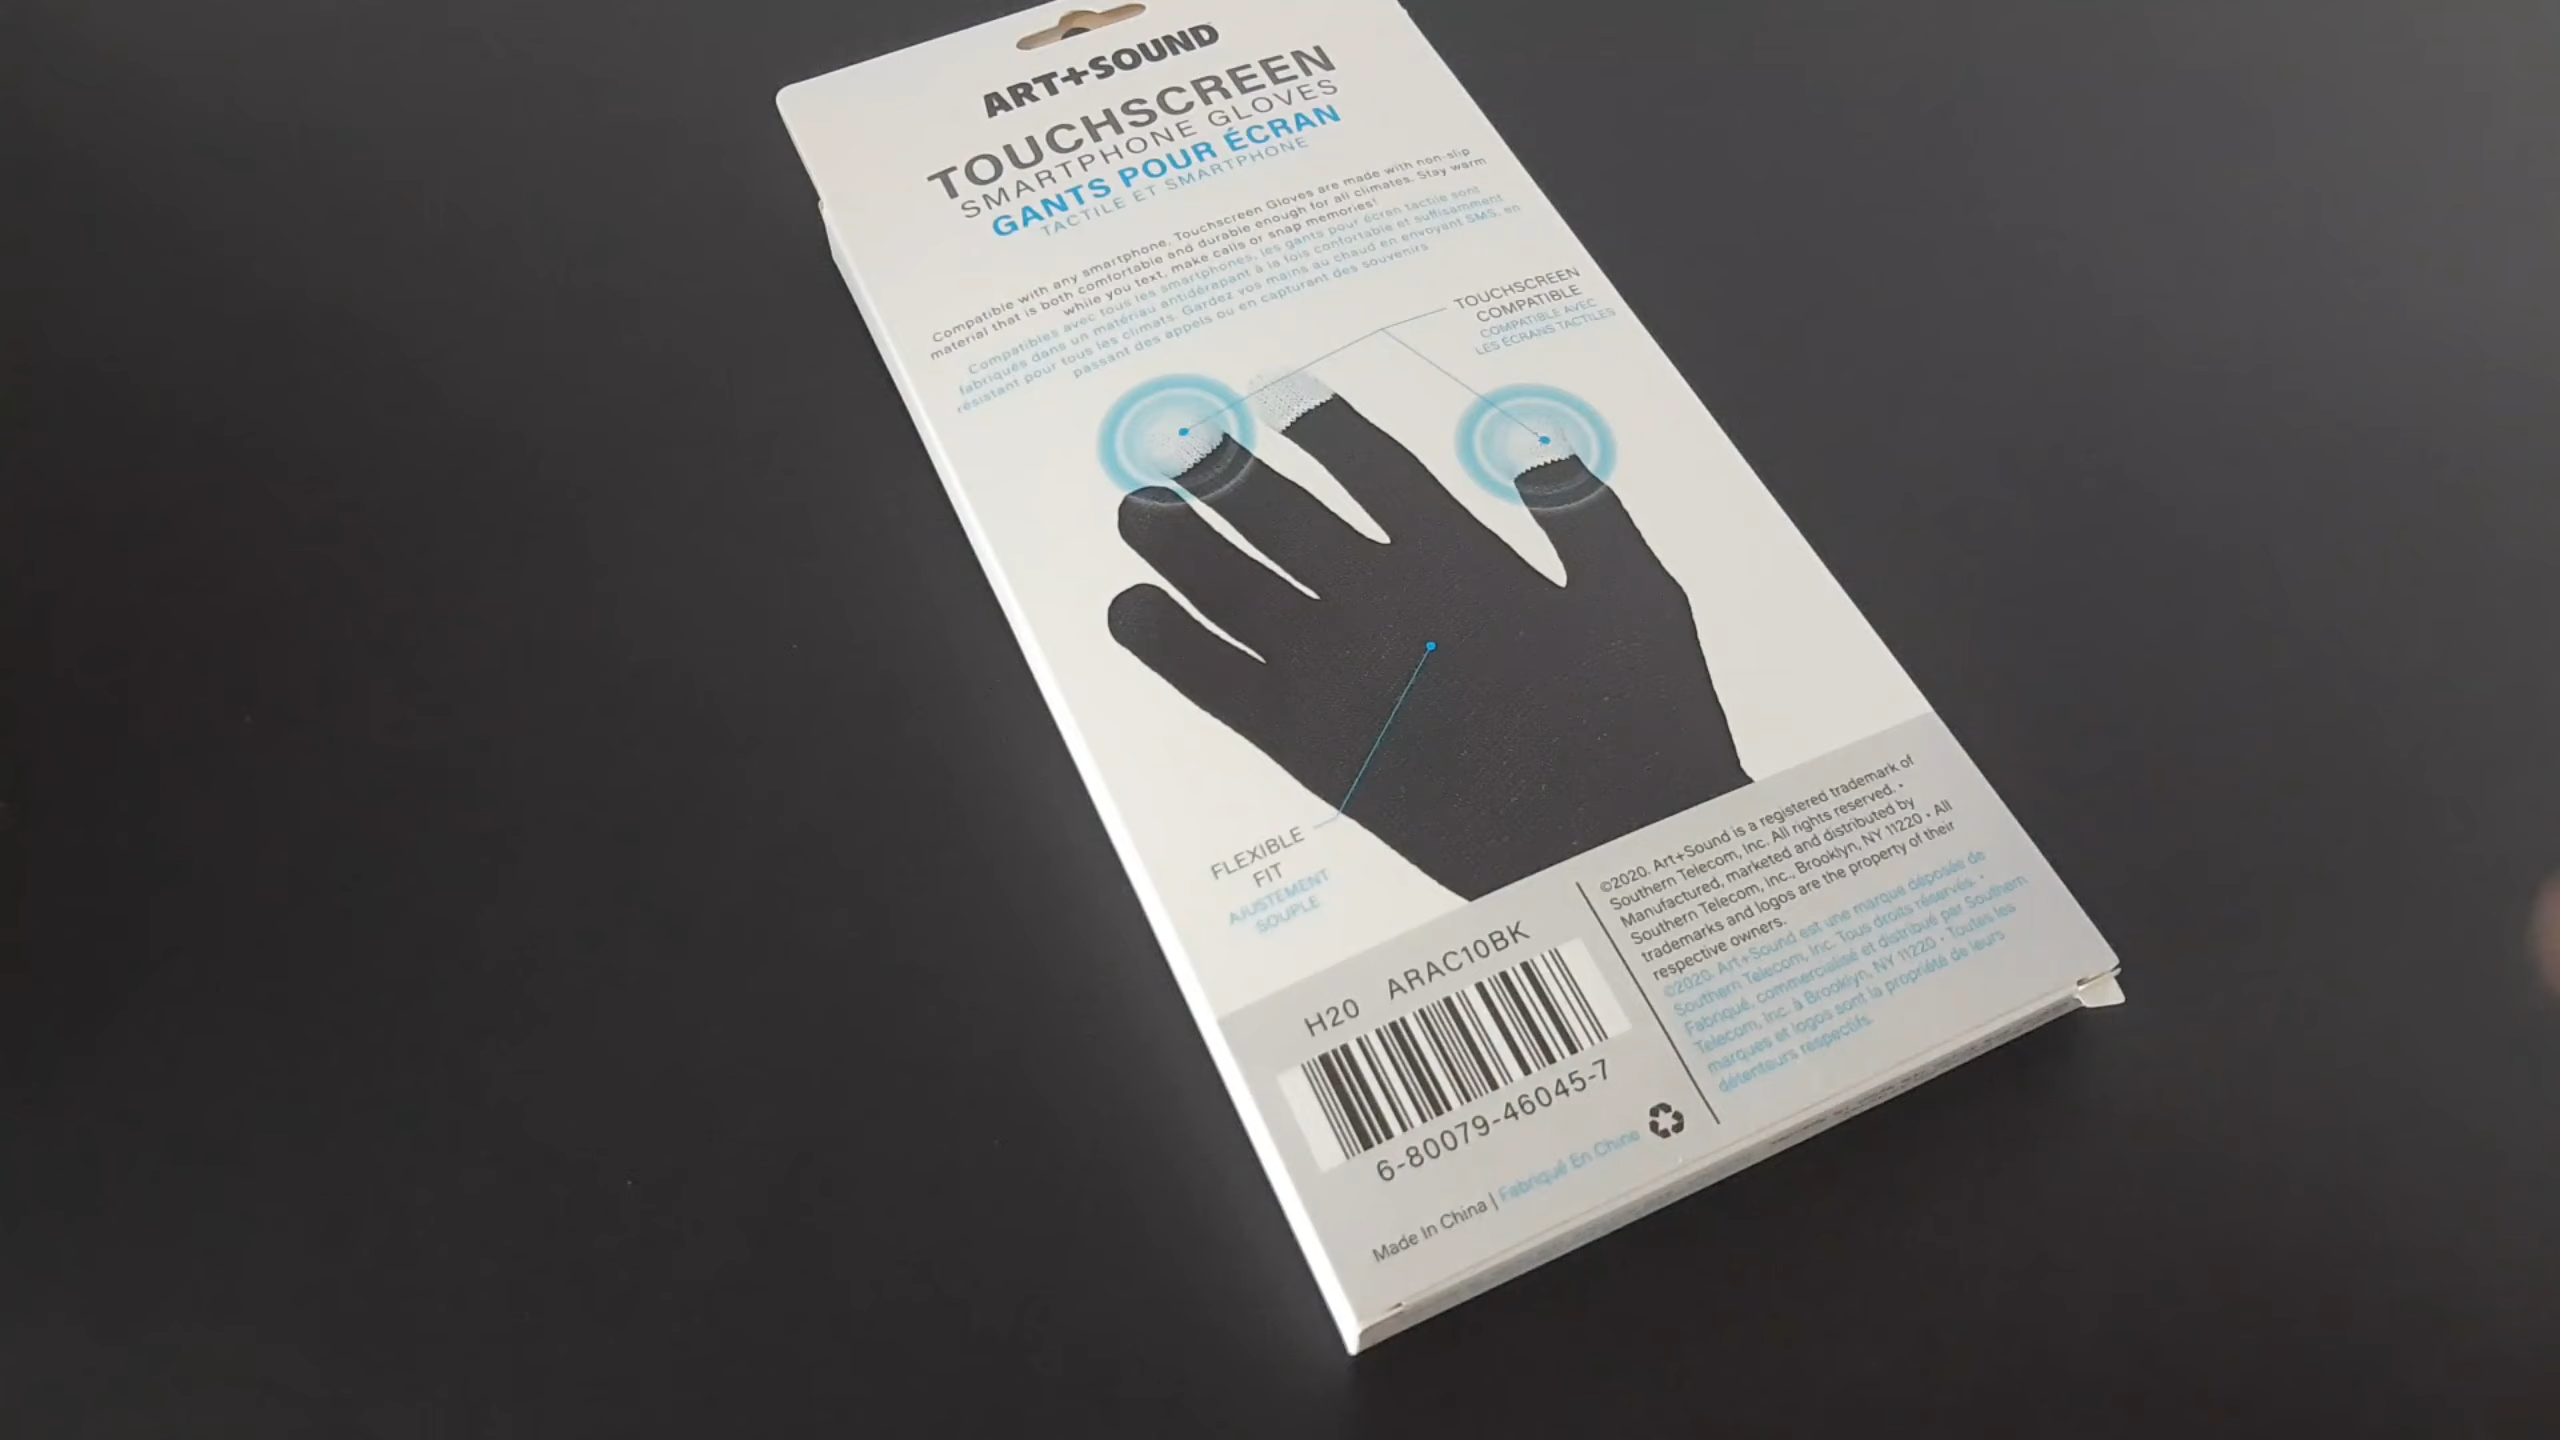 ART+SOUND
TOUCHSCREEN
SMARTPHONE GLOVES
GANTS POUR ÉCRAN
TACTILE ET SMARTPHONE
Compatible with any smartphone, Touchscreen Gloves are made with non-slip
material that is both comfortable and durable enough for all climates. Stay warm
while you text, make calls or snap memories!
Compatibles avec tous les smartphones, les gants pour écran tactile sont
fabriqués dans un matériau antidérapant à la fois confortable et suffisamment
résistant pour tous les climats. Gardez vos mains au chaud en envoyant SMS, en
passant des appels ou en capturant des souvenirs
TOUCHSCREEN
COMPATIBLE
COMPATIBLE AVEC
LES ÉCRANS TACTILES
FLEXIBLE
FIT
AJUSTEMENT
SOUPLE
H20 ARAC10BK
6-80079-46045-7
Made In China | Fabriqué En Chine
©2020. Art+Sound is a registered trademark of
Southern Telecom, Inc. All rights reserved. •
Manufactured, marketed and distributed by
Southern Telecom, Inc., Brooklyn, NY 11220 • All
trademarks and logos are the property of their
respective owners.
©2020. Art+Sound est une marque déposée de
Southern Telecom, Inc. Tous droits réservés. •
Fabriqué, commercialisé et distribué par Southern
Telecom, Inc. à Brooklyn, NY 11220 • Toutes les
marques et logos sont la propriété de leurs
détenteurs respectifs.